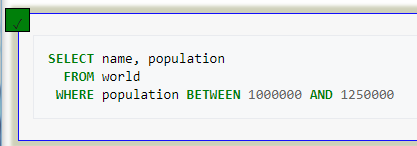 SELECT name, population
FROM world
WHERE population BETWEEN 1000000 AND 1250000